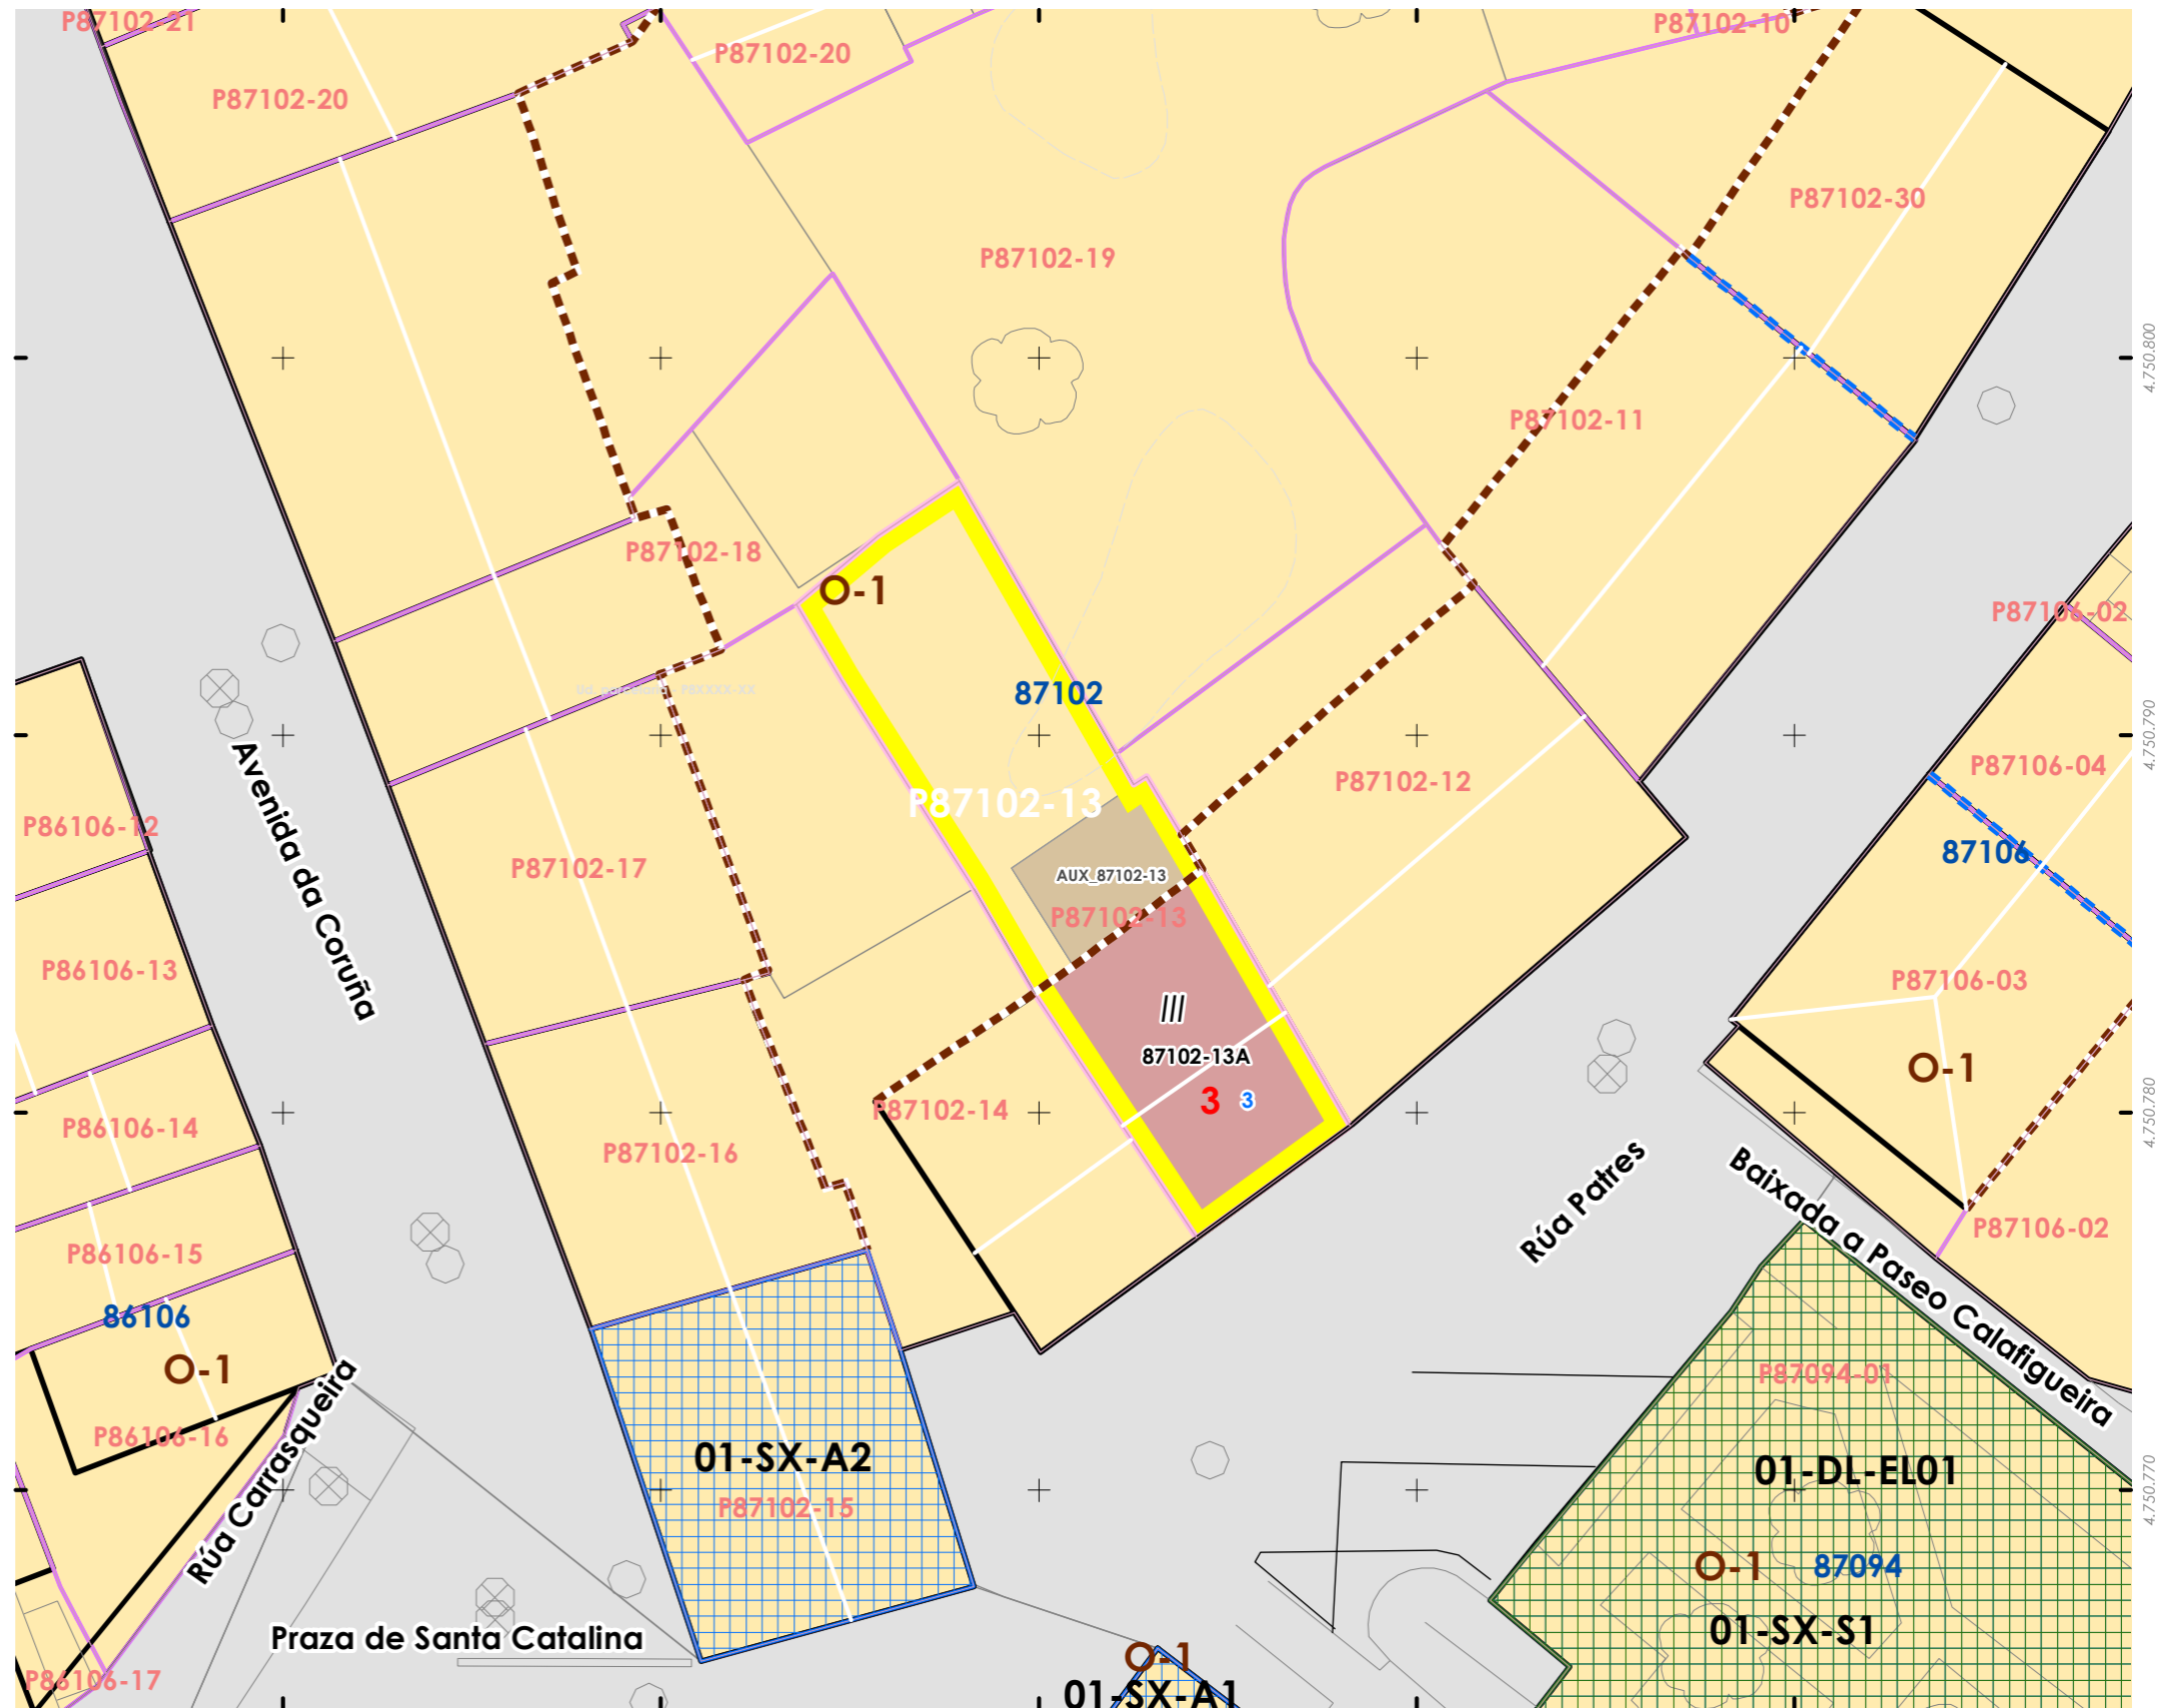 P87102-21
P87102-20
P87102-10
P87102-20
P87102-30
P87102-19
4.750.800
P87102-11
P87102-18
O-1
P87106-02
87102
4.750.790
Avenida da Coruña
P87106-04
P87102-12
P87102-13
P86106-12
87106
P87102-17
AUX_87102-13
P87102-13
P86106-13
P87106-03
III
87102-13A
O-1
3
3
P87102-14
P86106-14
4.750.780
P87102-16
Rúa Patres
Baixada a Paseo Calafigueira
P87106-02
P86106-15
86106
O-1
P87094-01
P86106-16
Rúa Carrasqueira
01-SX-A2
P87102-15
01-DL-EL01
4.750.770
O-1
87094
01-SX-S1
Praza de Santa Catalina
O-1
P86106-17
01-SX-A1